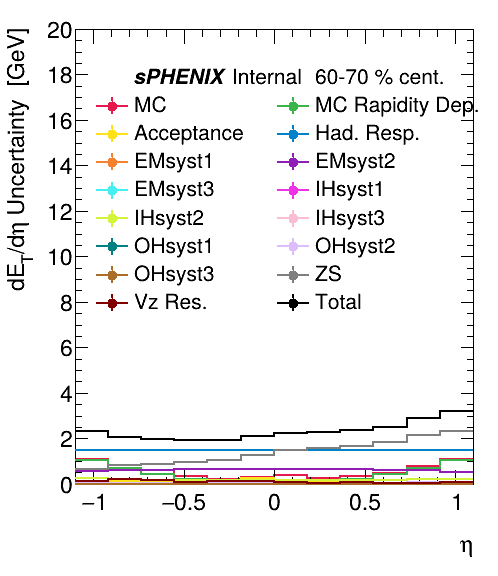 dE_T/dη Uncertainty [GeV]
20
18
16
14
12
10
8
6
4
2
0
sPHENIX Internal 60-70 % cent.
MC
MC Rapidity Dep.
Acceptance
Had. Resp.
EMsyst1
EMsyst2
EMsyst3
IHsyst1
IHsyst2
IHsyst3
OHsyst1
OHsyst2
OHsyst3
ZS
Vz Res.
Total
−1
−0.5
0
0.5
1
η